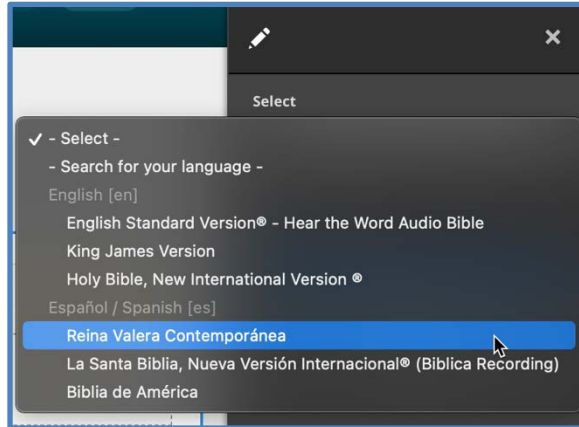 Select
✓ - Select -
- Search for your language -
English [en]
English Standard Version® - Hear the Word Audio Bible
King James Version
Holy Bible, New International Version ®
Español / Spanish [es]
Reina Valera Contemporánea
La Santa Biblia, Nueva Versión Internacional® (Biblica Recording)
Biblia de América